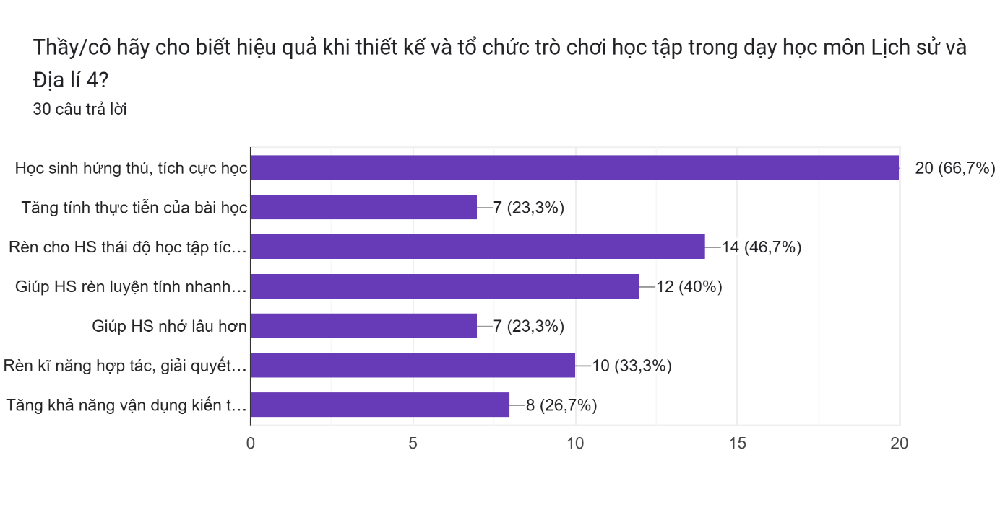 Thầy/cô hãy cho biết hiệu quả khi thiết kế và tổ chức trò chơi học tập trong dạy học môn Lịch sử và
Địa lí 4?
30 câu trả lời
Học sinh hứng thú, tích cực học 20 (66,7%)
Tăng tính thực tiễn của bài học 7 (23,3%)
Rèn cho HS thái độ học tập tíc… 14 (46,7%)
Giúp HS rèn luyện tính nhanh… 12 (40%)
Giúp HS nhớ lâu hơn 7 (23,3%)
Rèn kĩ năng hợp tác, giải quyết… 10 (33,3%)
Tăng khả năng vận dụng kiến t… 8 (26,7%)
0 5 10 15 20